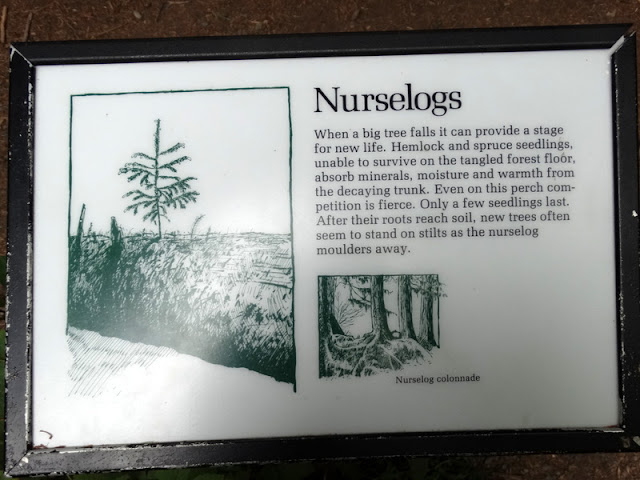 Nurselogs
When a big tree falls it can provide a stage
for new life. Hemlock and spruce seedlings,
unable to survive on the tangled forest floor,
absorb minerals, moisture and warmth from
the decaying trunk. Even on this perch com-
petition is fierce. Only a few seedlings last.
After their roots reach soil, new trees often
seem to stand on stilts as the nurselog
moulders away.
Nurselog colonnade